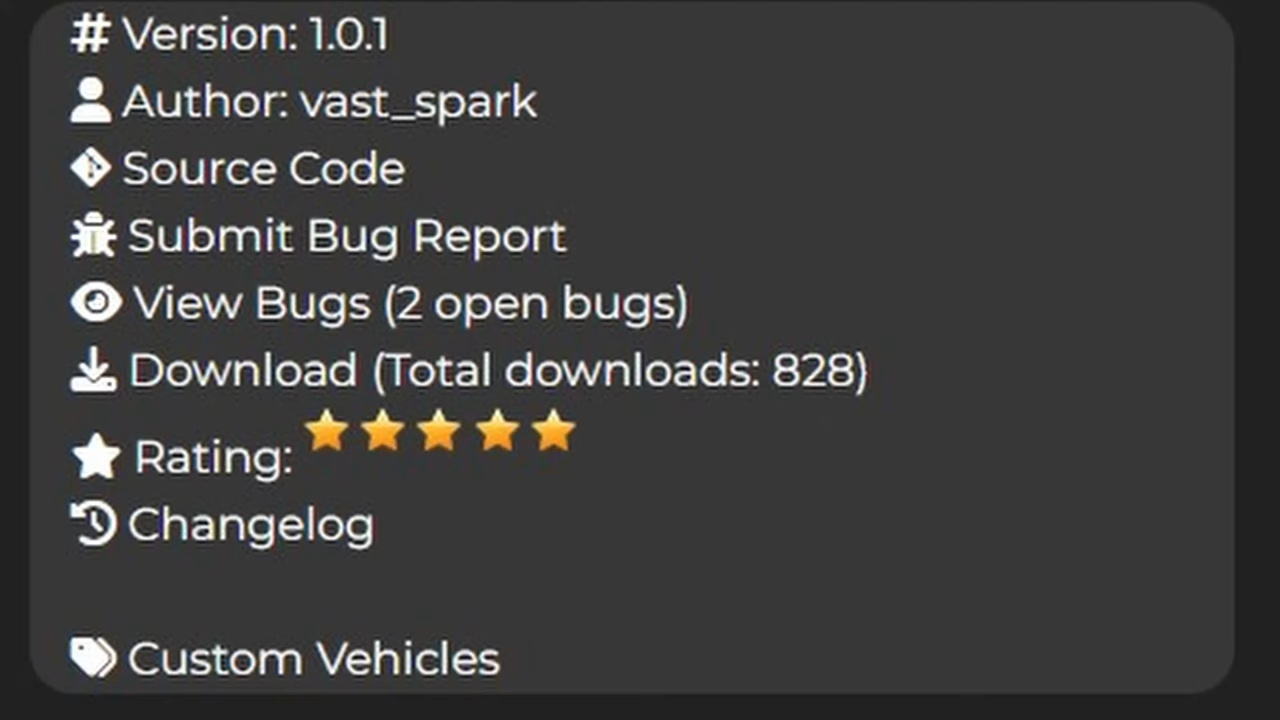 Version: 1.0.1
Author: vast_spark
Source Code
Submit Bug Report
View Bugs (2 open bugs)
Download (Total downloads: 828)
Rating:
Changelog
Custom Vehicles